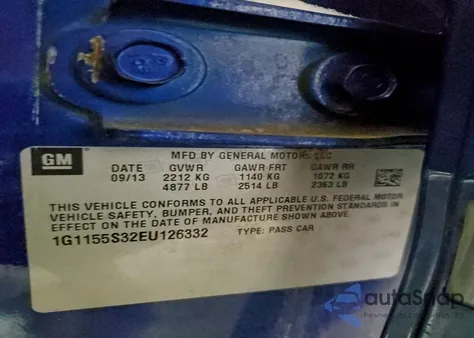 GM
MFD BY GENERAL MOTORS LLC
DATE GVWR GAWR FRT GAWR RR
09/13 2212 KG 1140 KG 1072 KG
4877 LB 2514 LB 2363 LB
THIS VEHICLE CONFORMS TO ALL APPLICABLE U.S. FEDERAL MOTOR
VEHICLE SAFETY, BUMPER, AND THEFT PREVENTION STANDARDS IN
EFFECT ON THE DATE OF MANUFACTURE SHOWN ABOVE.
1G1155S32EU126332 TYPE: PASS CAR
autoSnap